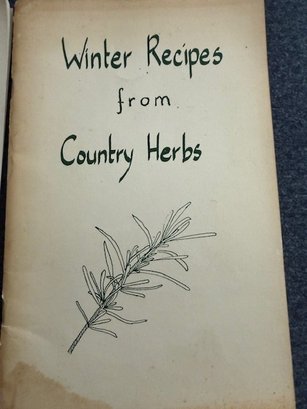 Winter Recipes
from
Country Herbs